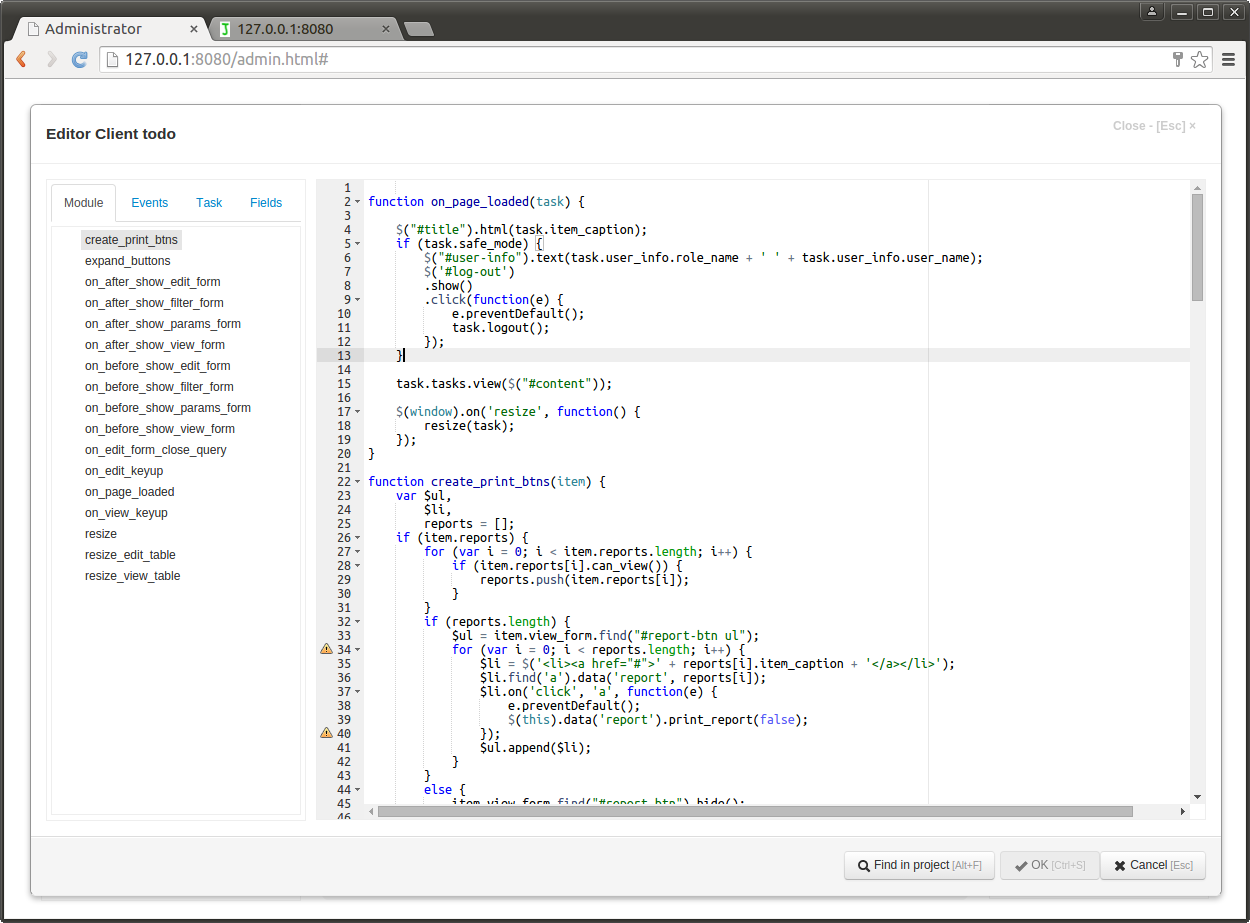 Administrator ×
127.0.0.1:8080 ×
127.0.0.1:8080/admin.html#
Editor Client todo
Close - [Esc] ×
Module Events Task Fields
create_print_btns
expand_buttons
on_after_show_edit_form
on_after_show_filter_form
on_after_show_params_form
on_after_show_view_form
on_before_show_edit_form
on_before_show_filter_form
on_before_show_params_form
on_before_show_view_form
on_edit_form_close_query
on_edit_keyup
on_page_loaded
on_view_keyup
resize
resize_edit_table
resize_view_table
1
2 function on_page_loaded(task) {
3
4     $("#title").html(task.item_caption);
5     if (task.safe_mode) {
6         $("#user-info").text(task.user_info.role_name + ' ' + task.user_info.user_name);
7         $('#log-out')
8         .show()
9         .click(function(e) {
10             e.preventDefault();
11             task.logout();
12         });
13     }
14
15     task.tasks.view($("#content"));
16
17     $(window).on('resize', function() {
18         resize(task);
19     });
20 }
21
22 function create_print_btns(item) {
23     var $ul,
24         $li,
25         reports = [];
26     if (item.reports) {
27         for (var i = 0; i < item.reports.length; i++) {
28             if (item.reports[i].can_view()) {
29                 reports.push(item.reports[i]);
30             }
31         }
32         if (reports.length) {
33             $ul = item.view_form.find("#report-btn ul");
34             for (var i = 0; i < reports.length; i++) {
35                 $li = $('<li><a href="#">' + reports[i].item_caption + '</a></li>');
36                 $li.find('a').data('report', reports[i]);
37                 $li.on('click', 'a', function(e) {
38                     e.preventDefault();
39                     $(this).data('report').print_report(false);
40                 });
41                 $ul.append($li);
42             }
43         }
44         else {
45             item.view_form.find("#report-btn").hide();
46
Find in project [Alt+F] OK [Ctrl+S] Cancel [Esc]